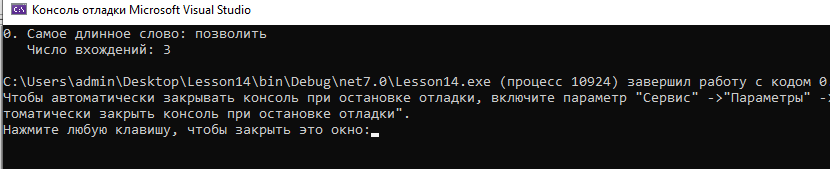 Консоль отладки Microsoft Visual Studio
0. Самое длинное слово: позволить
Число вхождений: 3
C:\Users\admin\Desktop\Lesson14\bin\Debug\net7.0\Lesson14.exe (процесс 10924) завершил работу с кодом 0
Чтобы автоматически закрывать консоль при остановке отладки, включите параметр "Сервис" ->"Параметры" -
томатически закрыть консоль при остановке отладки".
Нажмите любую клавишу, чтобы закрыть это окно: